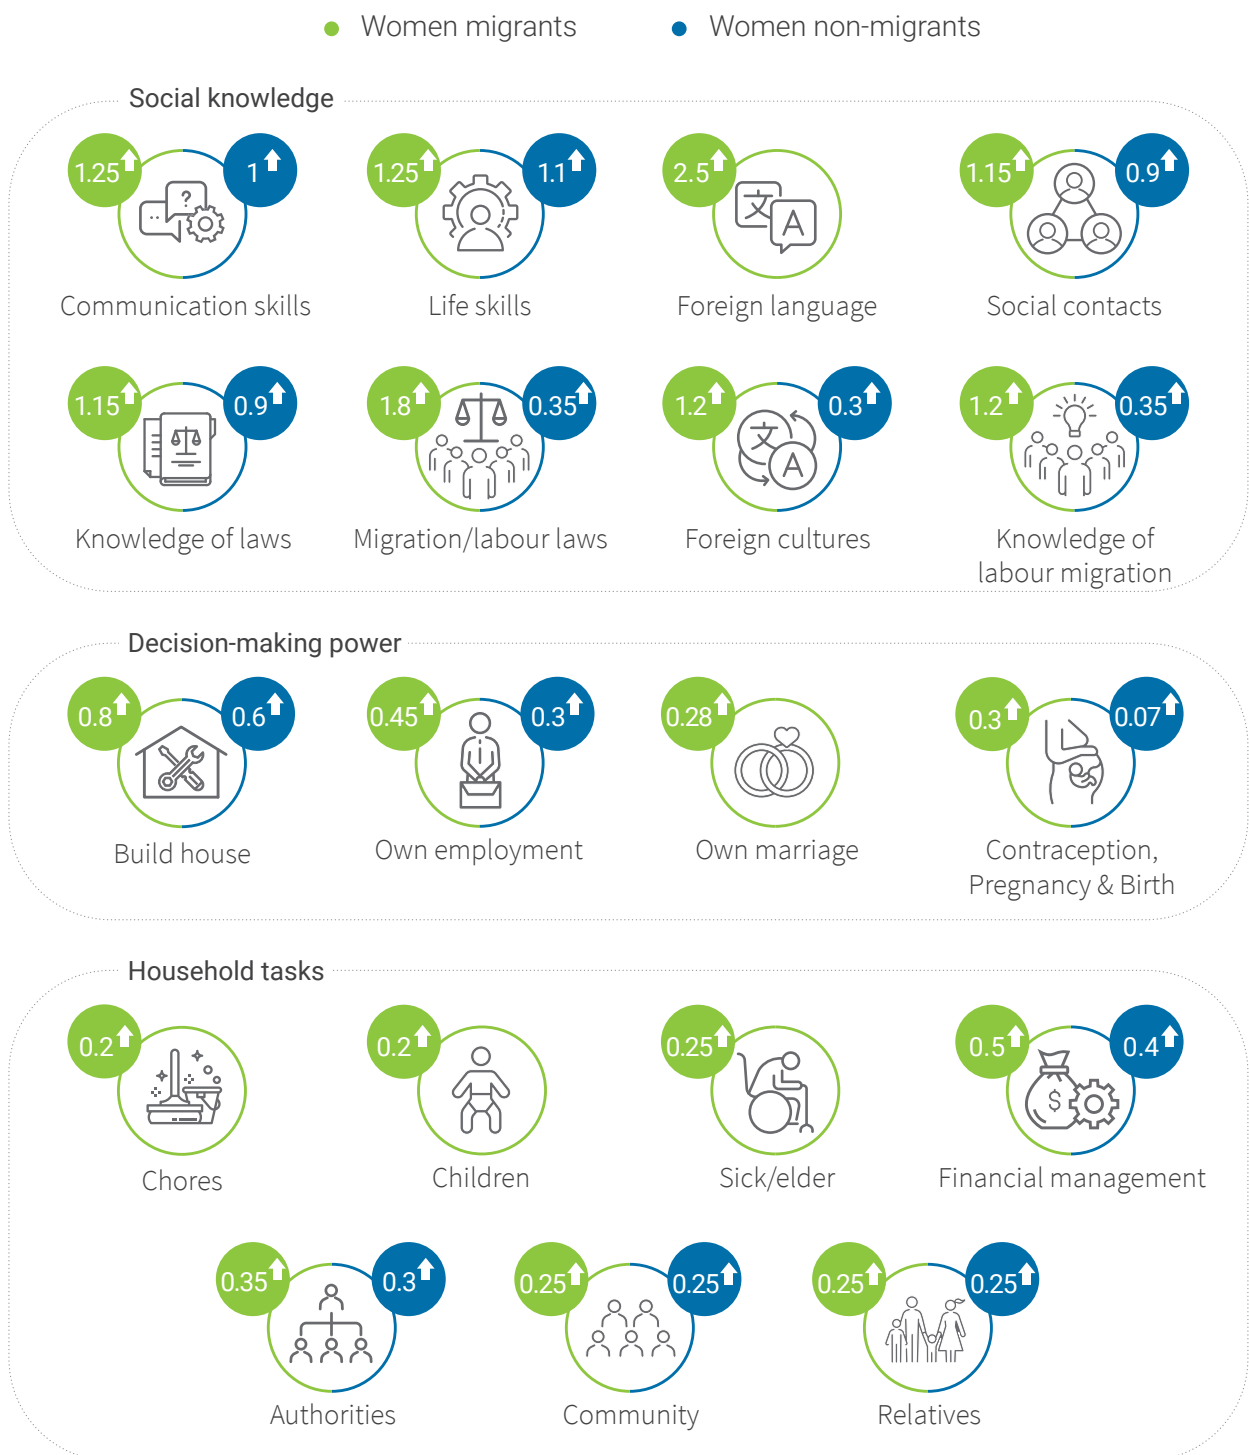 Women migrants
Women non-migrants
Social knowledge
1.25 1 1.25 1.1 2.5 1.15 0.9
? 文 A
Communication skills
Life skills
Foreign language
Social contacts
1.15 0.9 1.8 0.35 1.2 0.3 1.2 0.35
文 A
Knowledge of laws
Migration/labour laws
Foreign cultures
Knowledge of
labour migration
Decision-making power
0.8 0.6 0.45 0.3 0.28 0.3 0.07
Build house
Own employment
Own marriage
Contraception,
Pregnancy & Birth
Household tasks
0.2 0.2 0.25 0.5 0.4
$
Chores
Children
Sick/elder
Financial management
0.35 0.3 0.25 0.25 0.25 0.25
Authorities
Community
Relatives